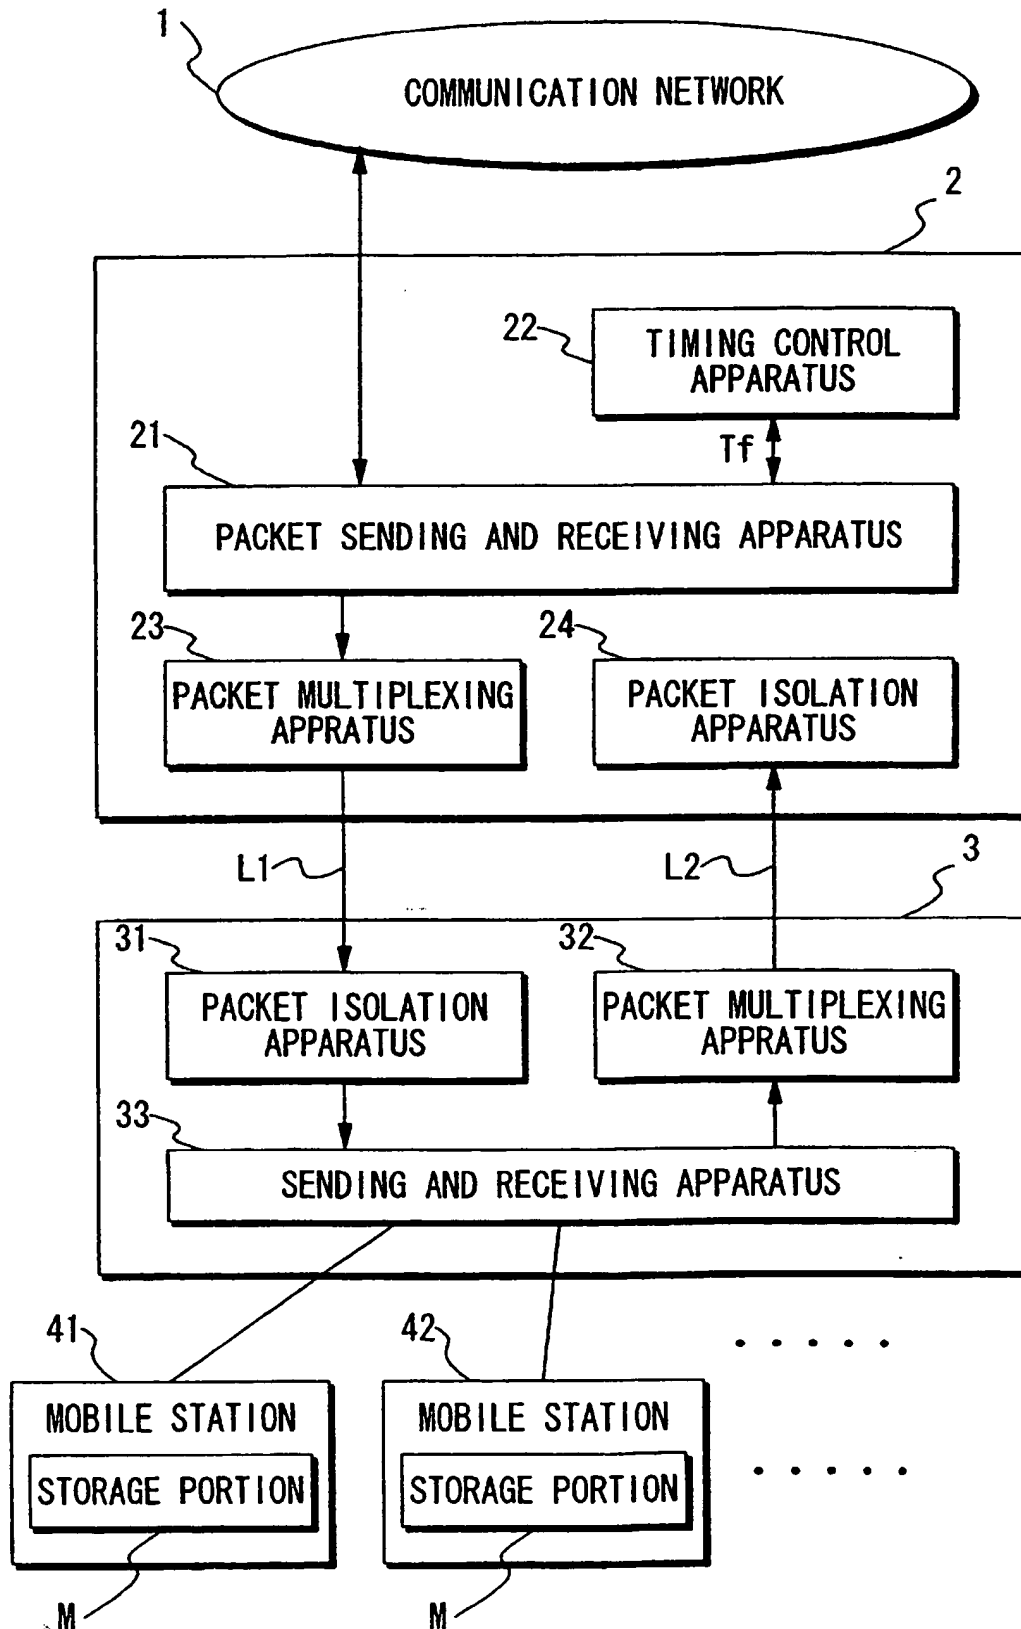 1
COMMUNICATION NETWORK
2
22
TIMING CONTROL
APPARATUS
Tf
21
PACKET SENDING AND RECEIVING APPARATUS
23
PACKET MULTIPLEXING
APPRATUS
24
PACKET ISOLATION
APPARATUS
L1
L2
3
31
PACKET ISOLATION
APPARATUS
32
PACKET MULTIPLEXING
APPRATUS
33
SENDING AND RECEIVING APPARATUS
41
MOBILE STATION
STORAGE PORTION
M
42
MOBILE STATION
STORAGE PORTION
M